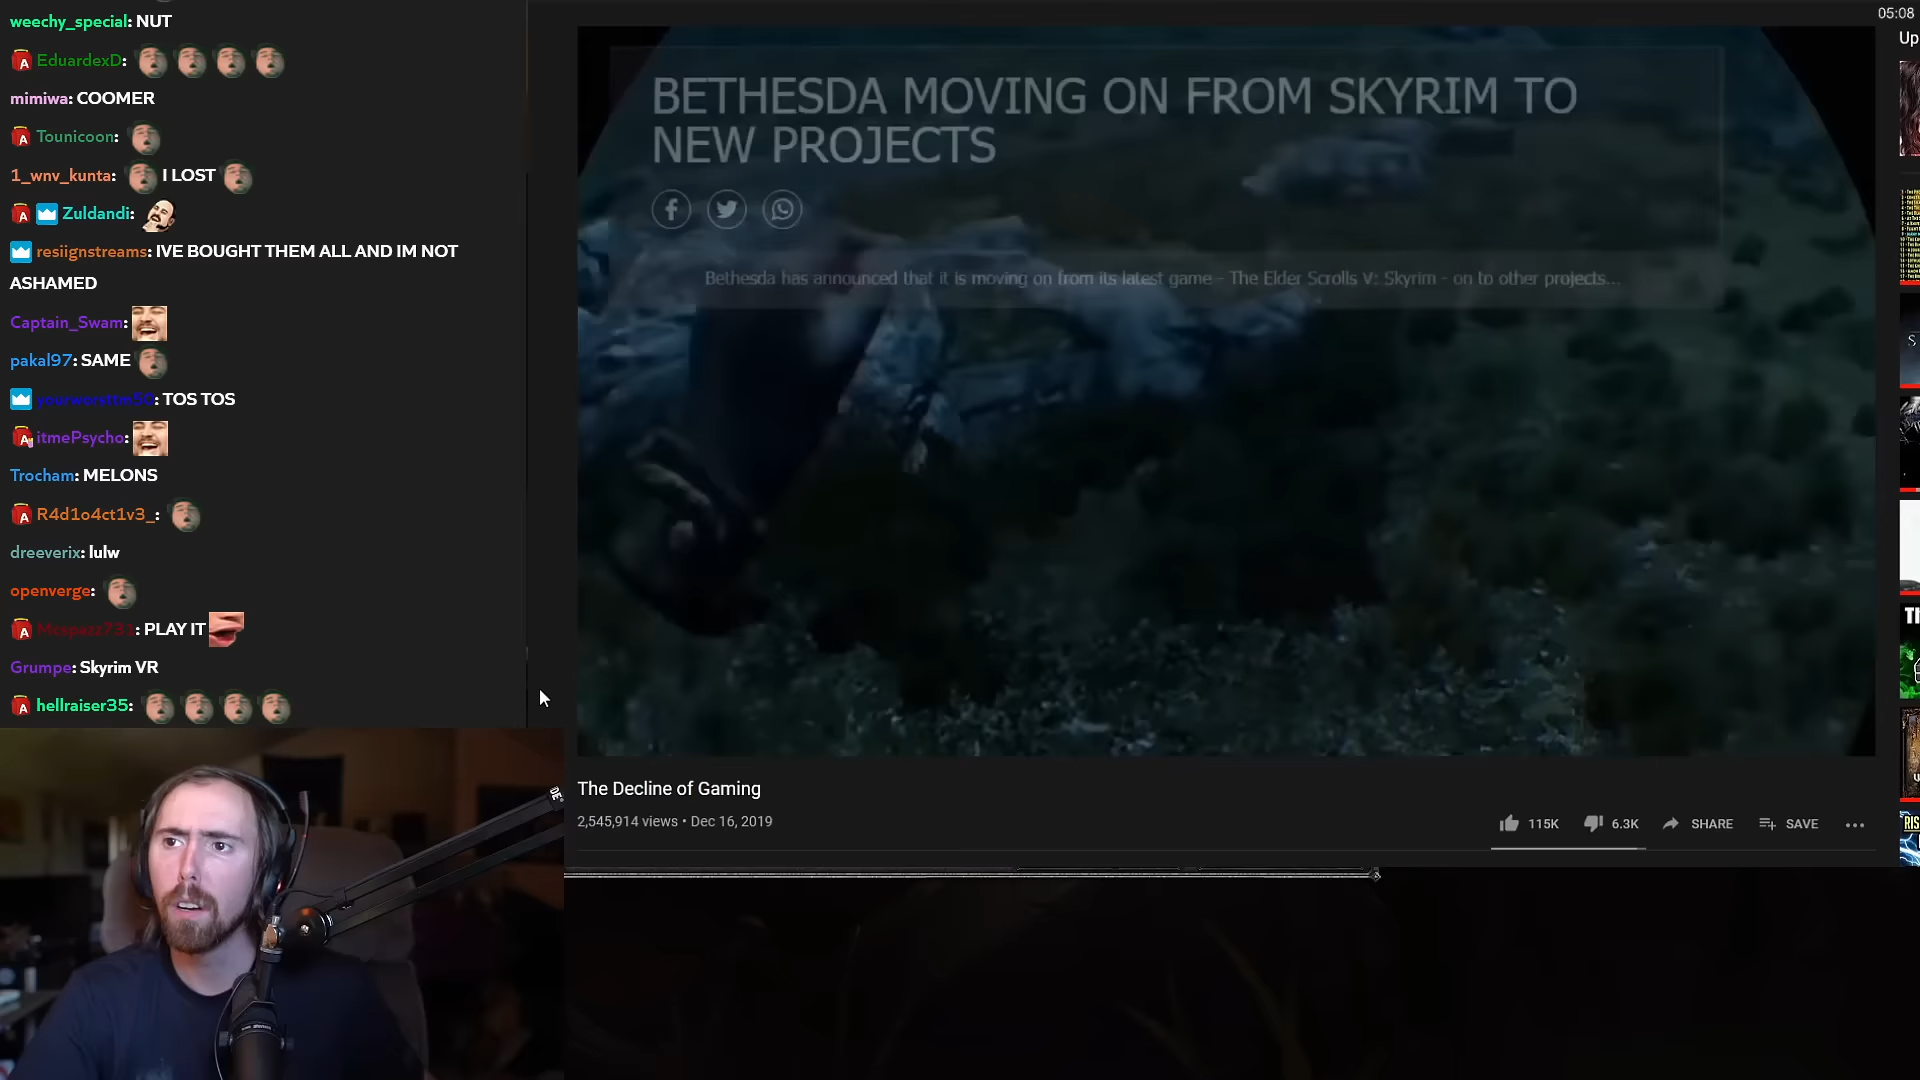 weechy_special: NUT
EduardexD:
mimiwa: COOMER
Tounicoon:
1_wnv_kunta: I LOST
Zuldandi:
resiignstreams: IVE BOUGHT THEM ALL AND IM NOT
ASHAMED
Captain_Swam:
pakal97: SAME
yourworsttm50: TOS TOS
itmePsycho:
Trocham: MELONS
R4d1o4ct1v3_:
dreeverix: lulw
openverge:
: PLAY IT
Grumpe: Skyrim VR
hellraiser35:
05:08
Up
BETHESDA MOVING ON FROM SKYRIM TO
NEW PROJECTS
Bethesda has announced that it is moving on from its latest game - The Elder Scrolls V: Skyrim - on to other projects...
The Decline of Gaming
2,545,914 views • Dec 16, 2019
115K
6.3K
SHARE
SAVE